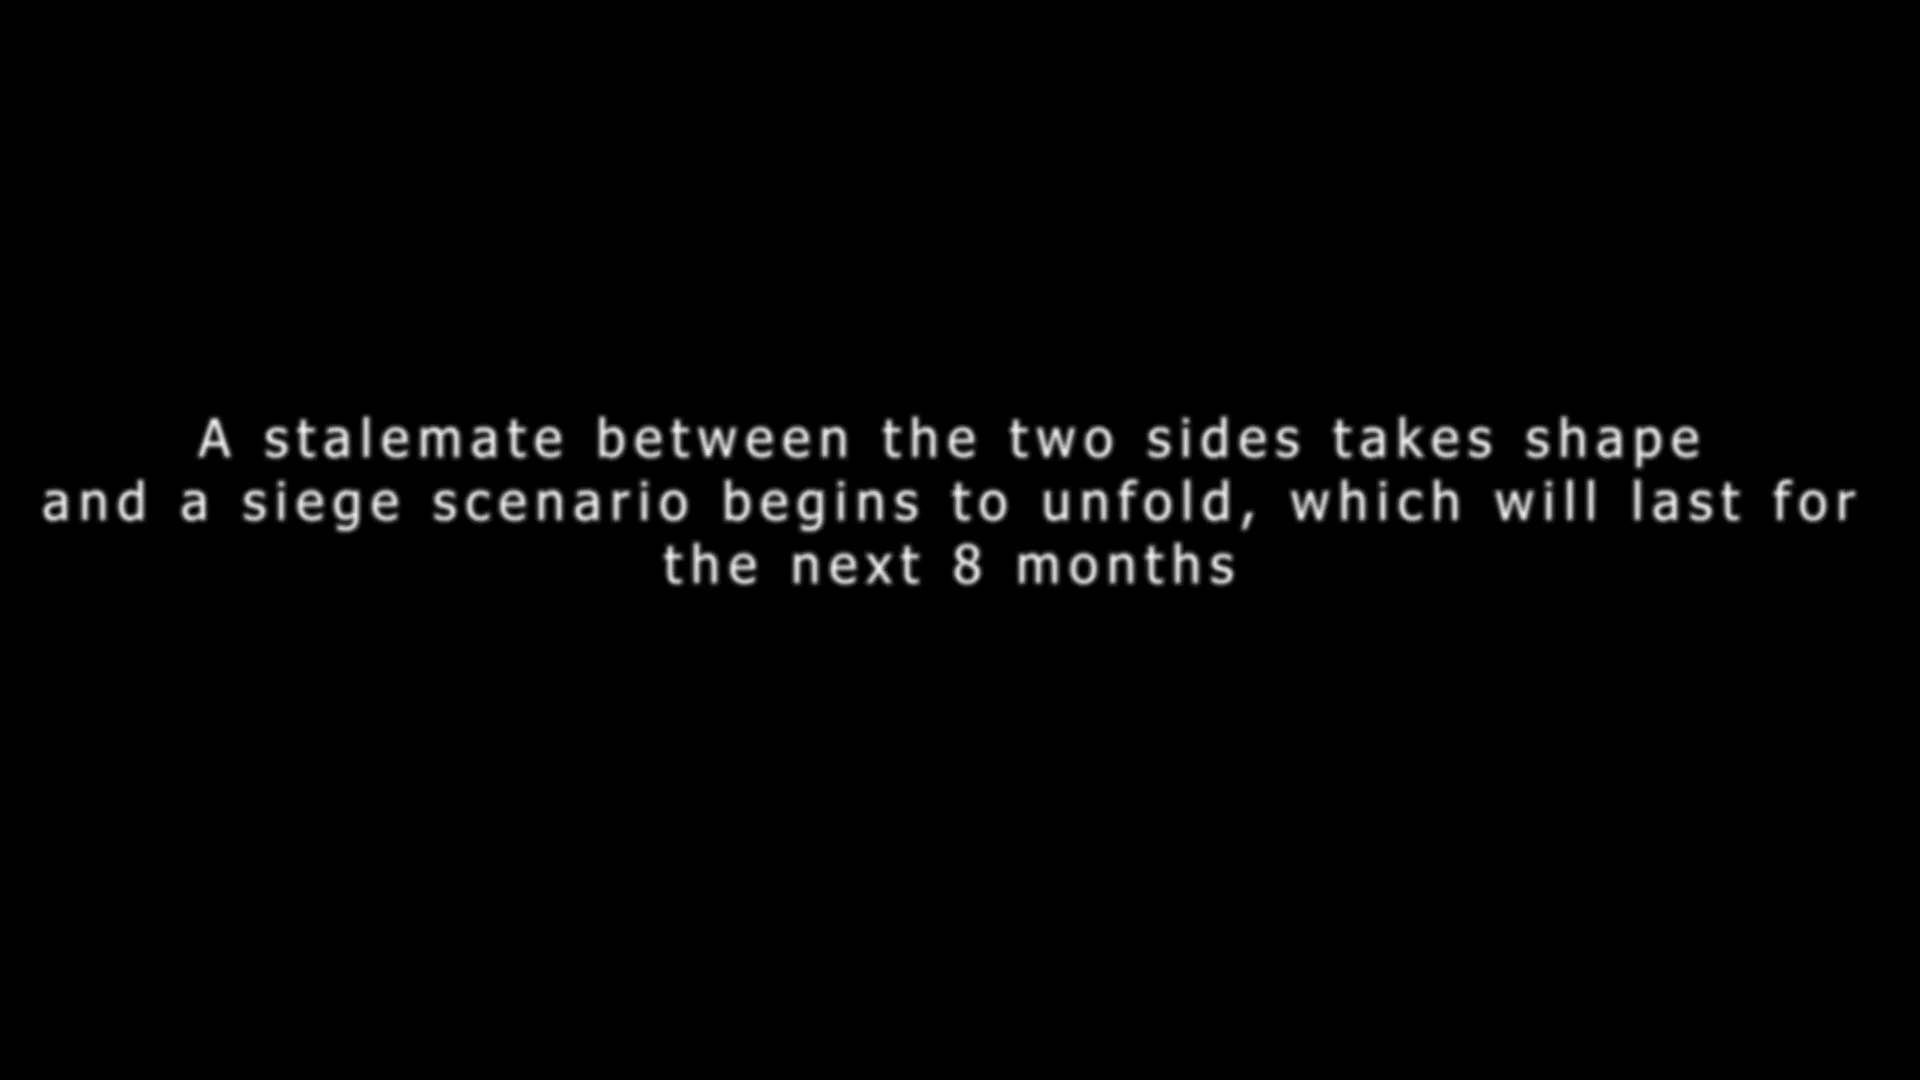 A stalemate between the two sides takes shape
and a siege scenario begins to unfold, which will last for
the next 8 months